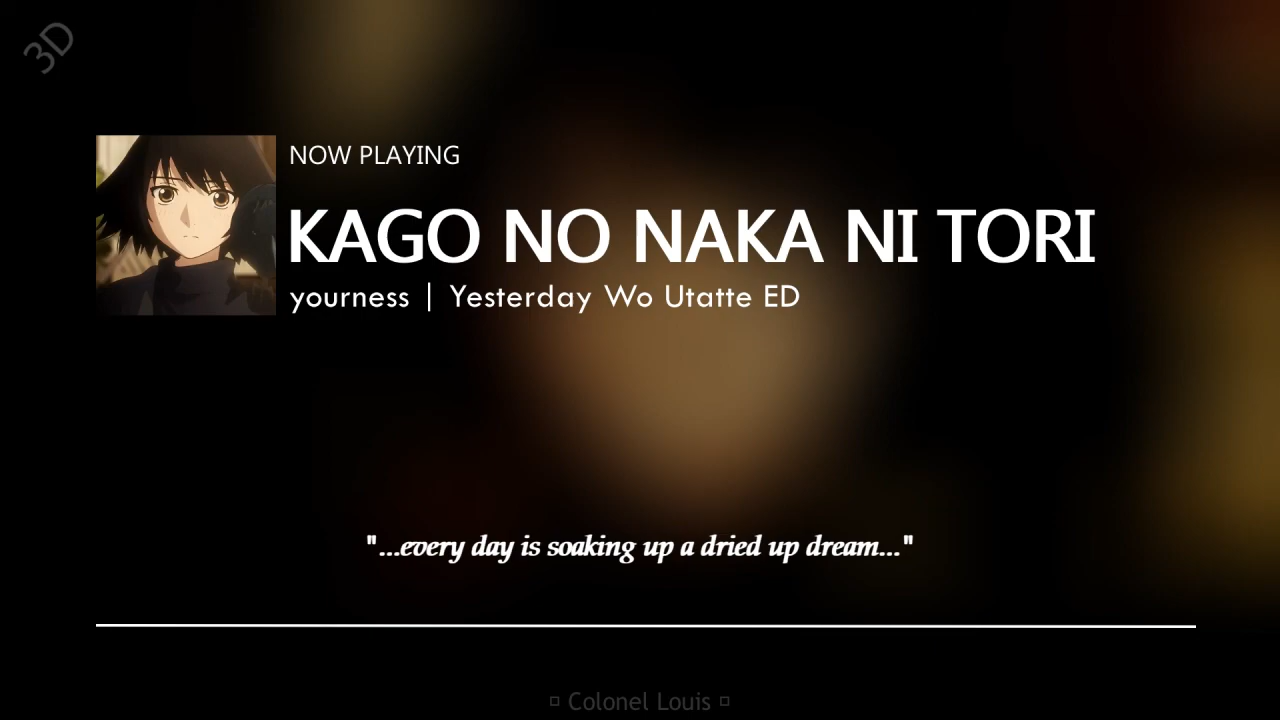 3D
NOW PLAYING
KAGO NO NAKA NI TORI
yourness | Yesterday Wo Utatte ED
"...every day is soaking up a dried up dream..."
Colonel Louis